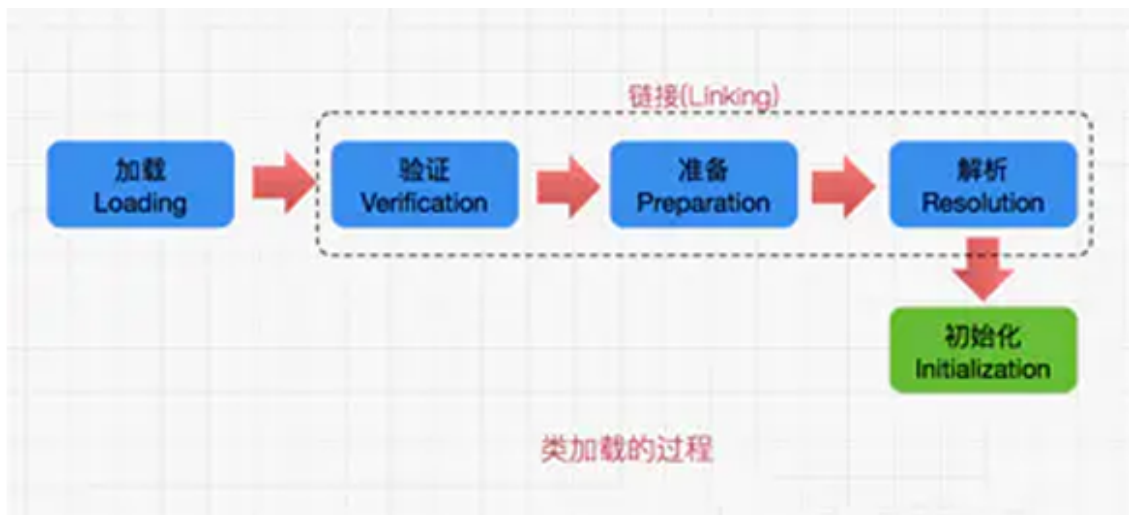 链接(Linking)
加载
Loading
验证
Verification
准备
Preparation
解析
Resolution
初始化
Initialization
类加载的过程